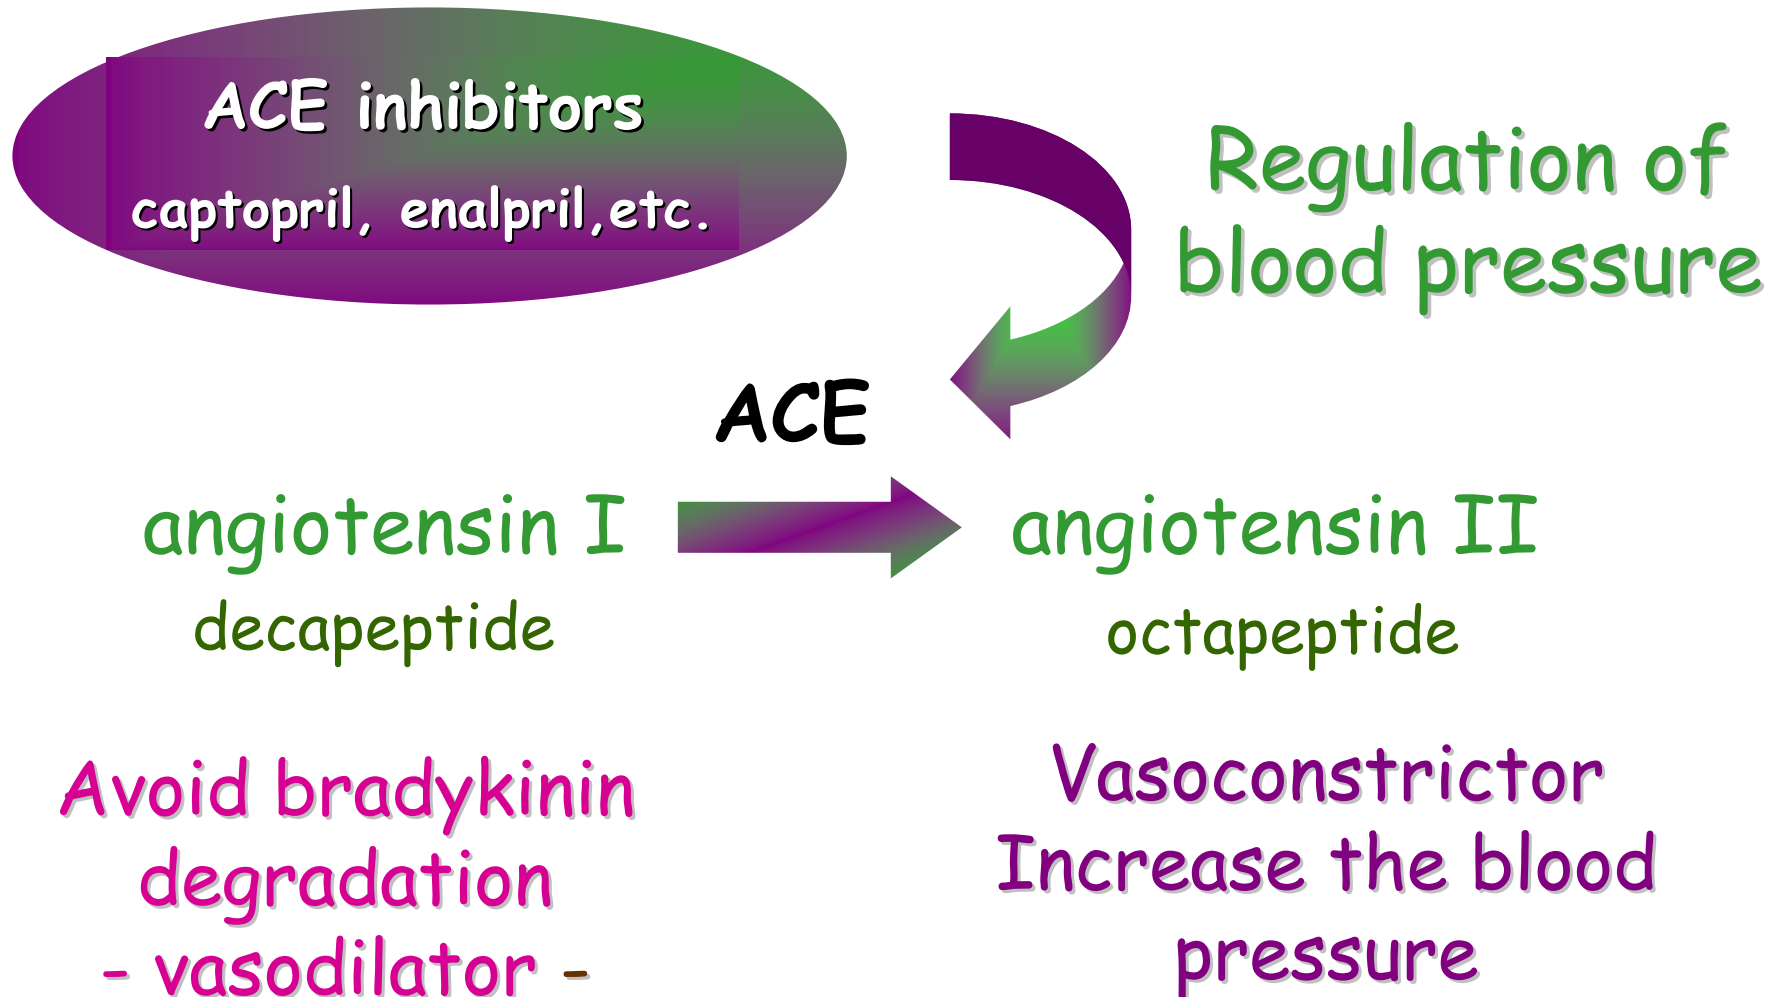 ACE inhibitors
captopril, enalpril,etc.
Regulation of
blood pressure
ACE
angiotensin I
angiotensin II
decapeptide
octapeptide
Avoid bradykinin
degradation
- vasodilator -
Vasoconstrictor
Increase the blood
pressure